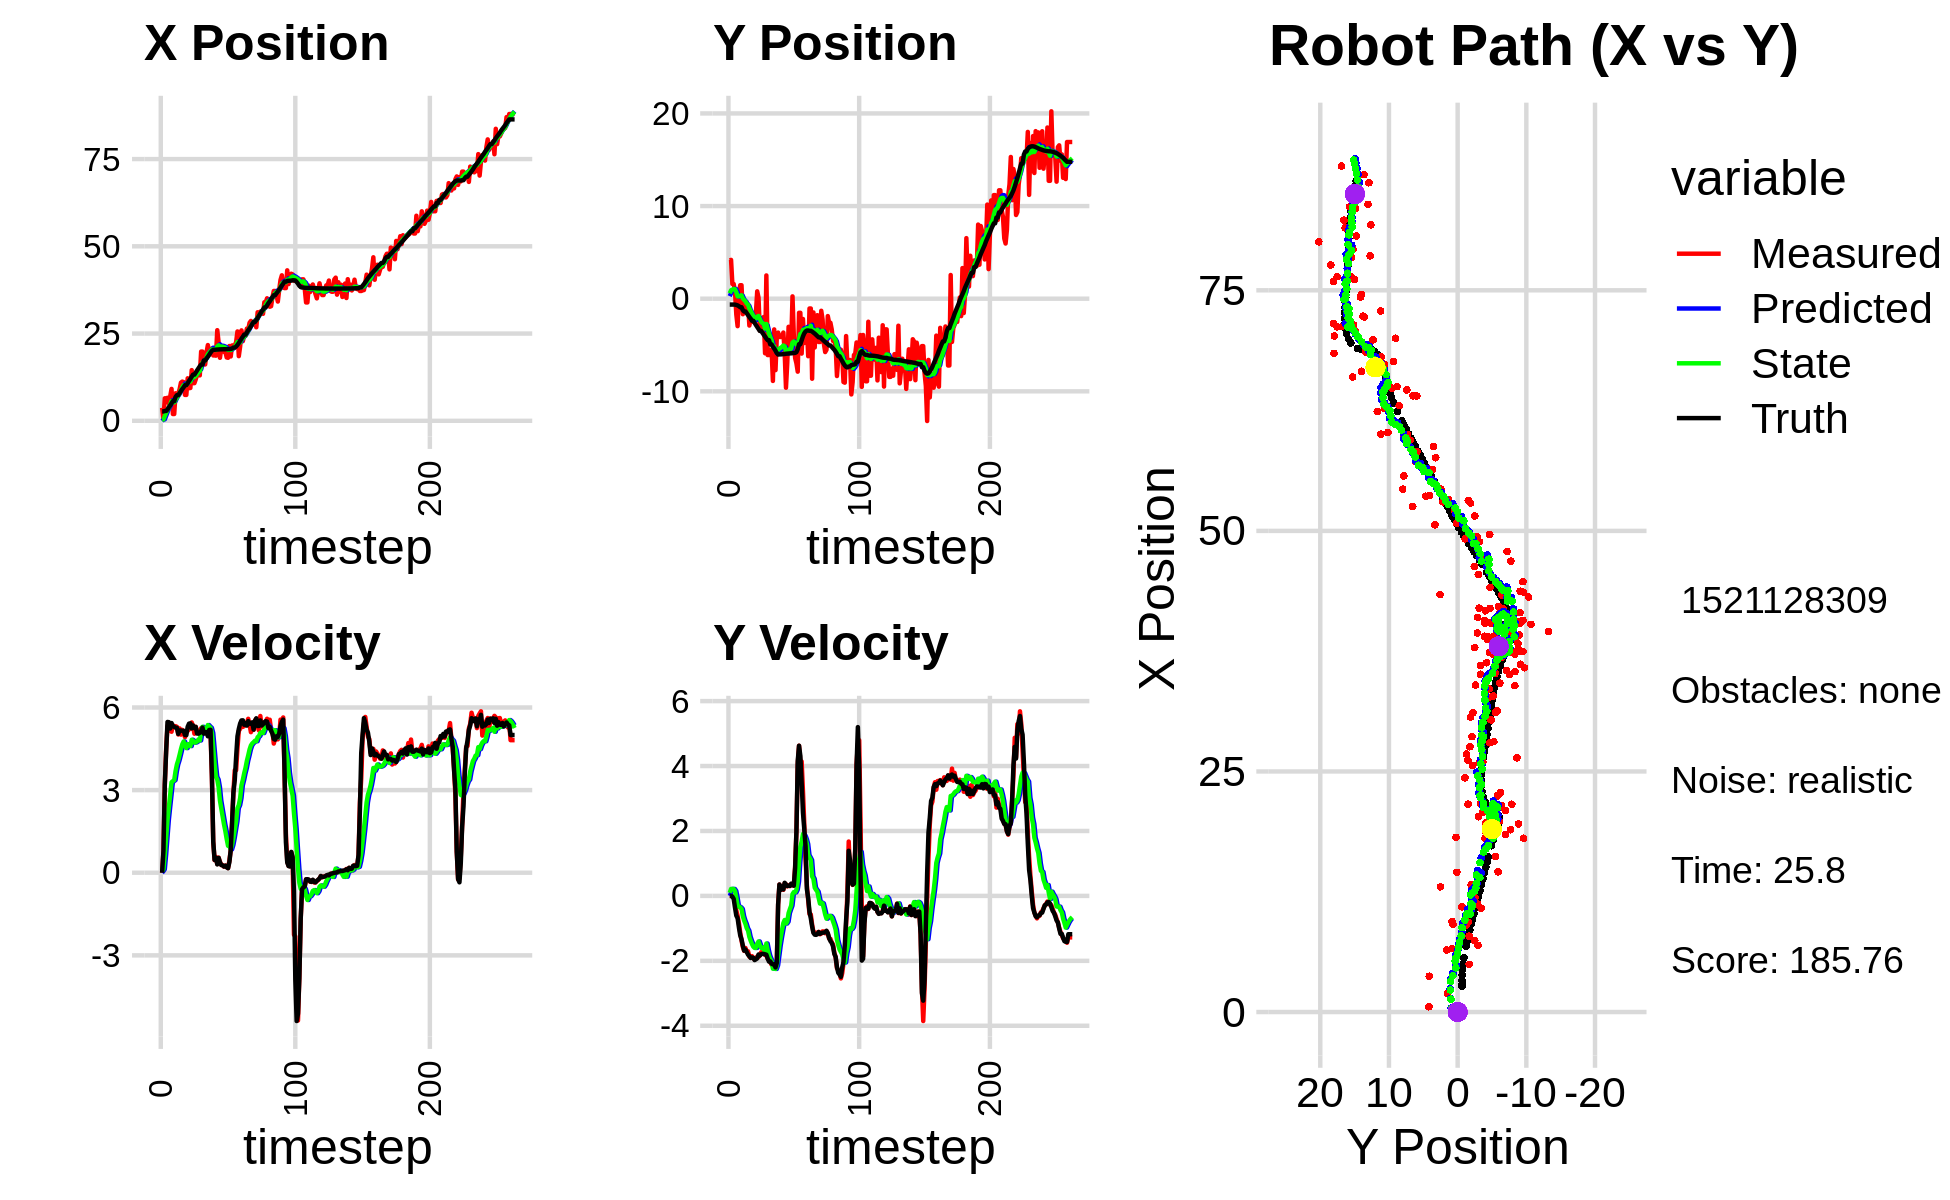 X Position
75
50
25
0
0
100
200
timestep
Y Position
20
10
0
-10
0
100
200
timestep
X Velocity
6
3
0
-3
0
100
200
timestep
Y Velocity
6
4
2
0
-2
-4
0
100
200
timestep
Robot Path (X vs Y)
X Position
75
50
25
0
20 10 0 -10 -20
Y Position
variable
Measured
Predicted
State
Truth
1521128309
Obstacles: none
Noise: realistic
Time: 25.8
Score: 185.76